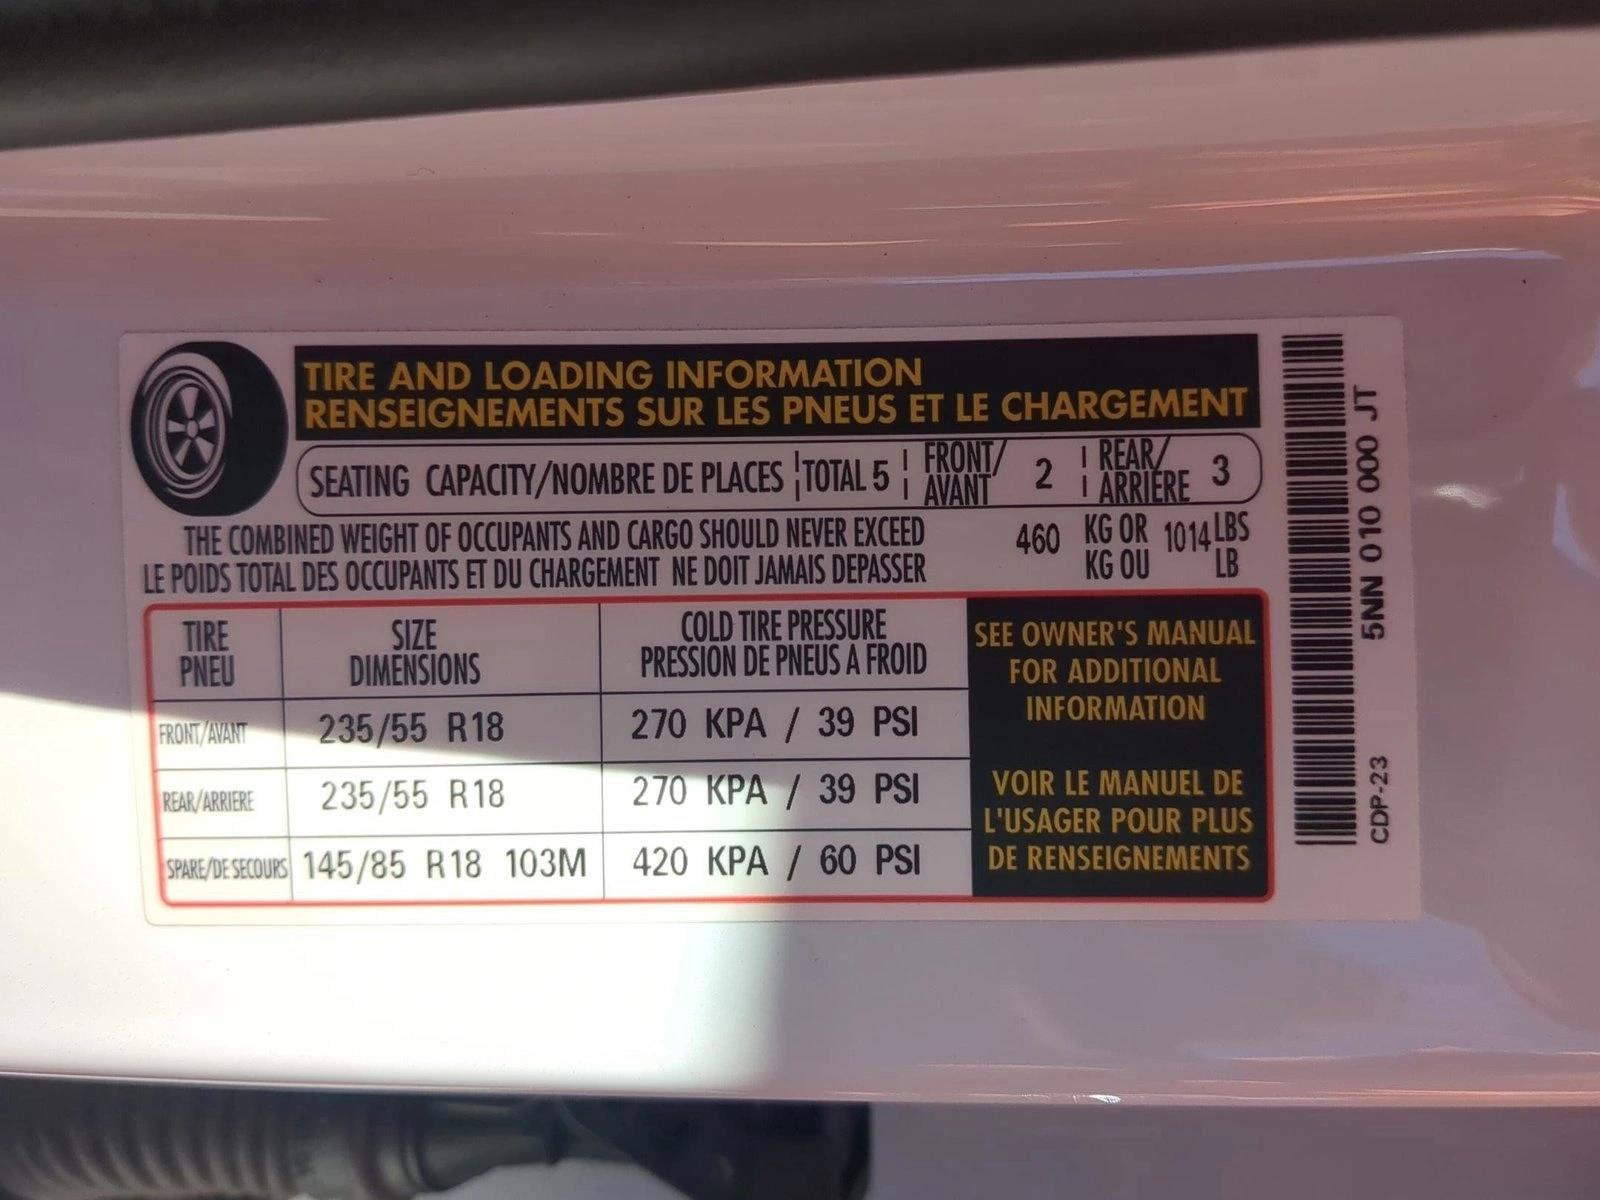 TIRE AND LOADING INFORMATION
RENSEIGNEMENTS SUR LES PNEUS ET LE CHARGEMENT
SEATING CAPACITY/NOMBRE DE PLACES TOTAL 5 FRONT/ AVANT 2 REAR/ ARRIERE 3
THE COMBINED WEIGHT OF OCCUPANTS AND CARGO SHOULD NEVER EXCEED 460 KG OR 1014 LBS
LE POIDS TOTAL DES OCCUPANTS ET DU CHARGEMENT NE DOIT JAMAIS DEPASSER KG OU LB
TIRE SIZE COLD TIRE PRESSURE
PNEU DIMENSIONS PRESSION DE PNEUS A FROID
FRONT/AVANT 235/55 R18 270 KPA / 39 PSI
REAR/ARRIERE 235/55 R18 270 KPA / 39 PSI
SPARE/DE SECOURS 145/85 R18 103M 420 KPA / 60 PSI
SEE OWNER'S MANUAL
FOR ADDITIONAL
INFORMATION
VOIR LE MANUEL DE
L'USAGER POUR PLUS
DE RENSEIGNEMENTS
CDP-23 5NN 010 000 JT